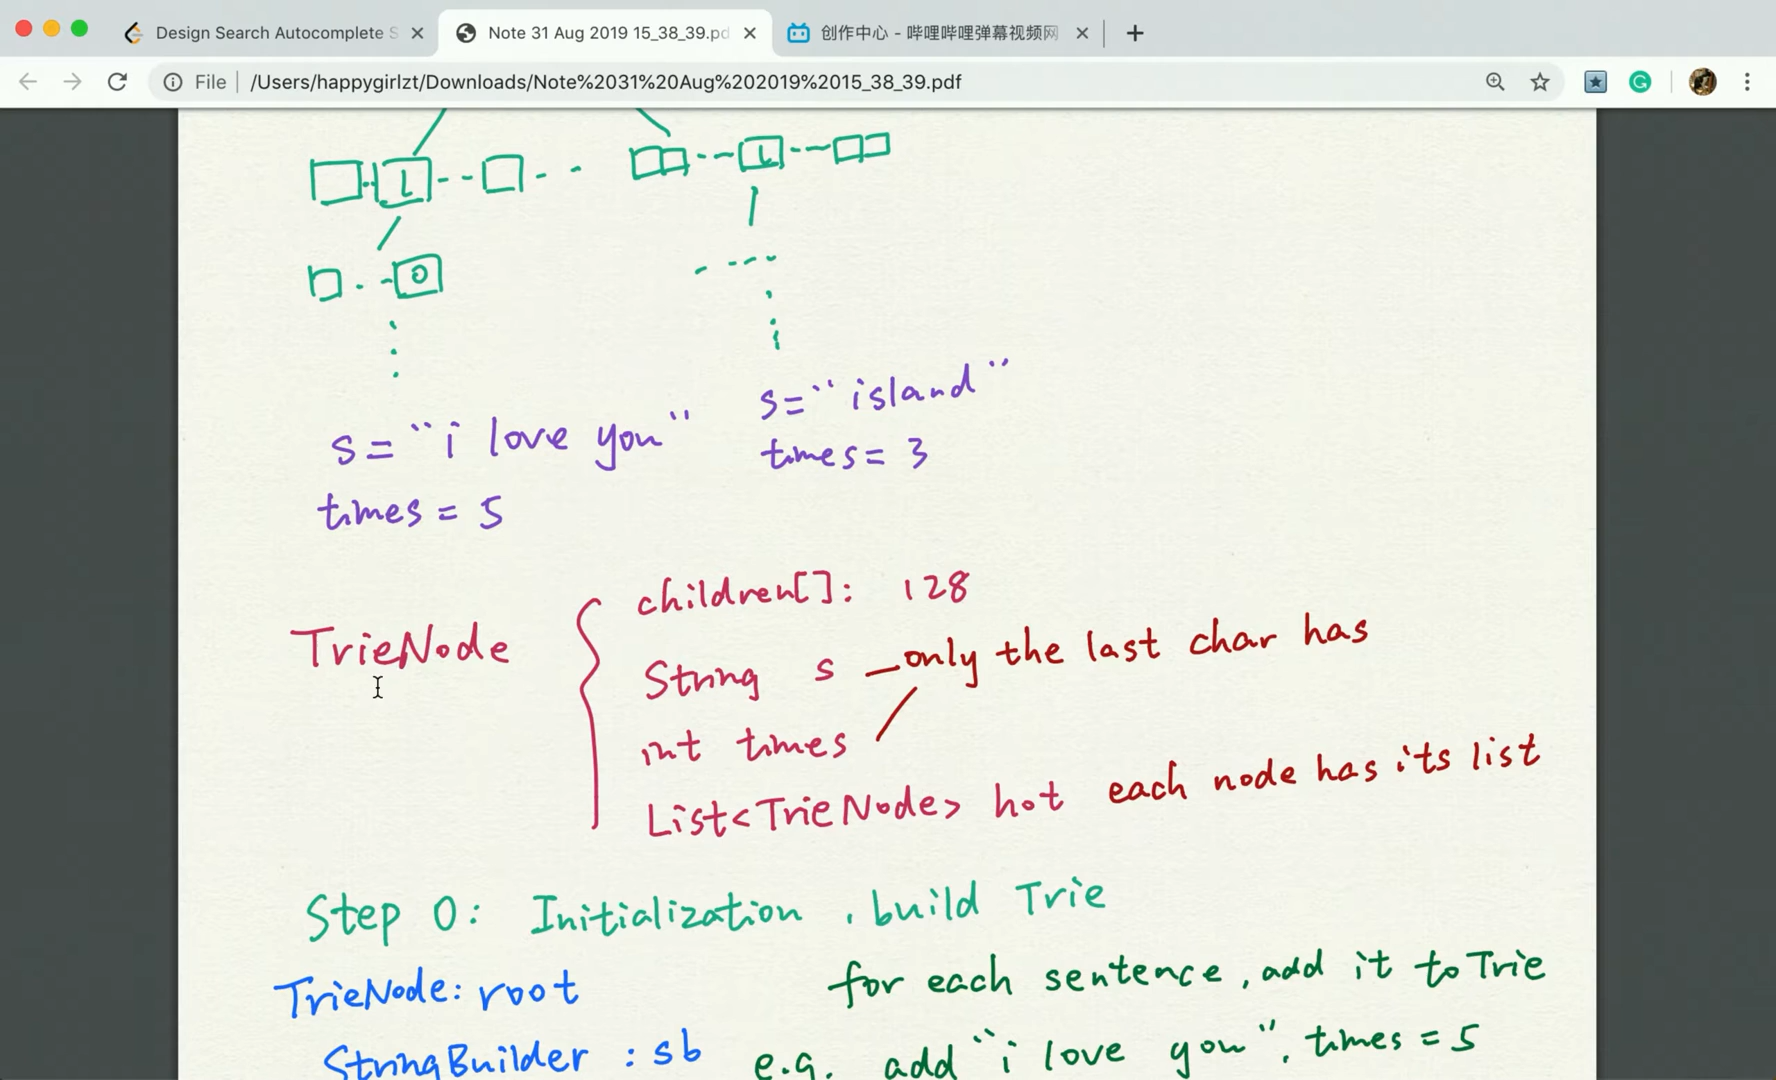 Design Search Autocomplete S
Note 31 Aug 2019 15_38_39.pd
创作中心 - 哔哩哔哩弹幕视频网
File
/Users/happygirlzt/Downloads/Note%2031%20Aug%202019%2015_38_39.pdf
L
L
O
s="i love you"
times = 5
s="island"
times= 3
TrieNode
children[]: 128
String s only the last char has
int times
List<TrieNode> hot each node has its list
Step 0: Initialization, build Trie
TrieNode: root
for each sentence, add it to Trie
StringBuilder : sb
e.g. add "i love you", times = 5